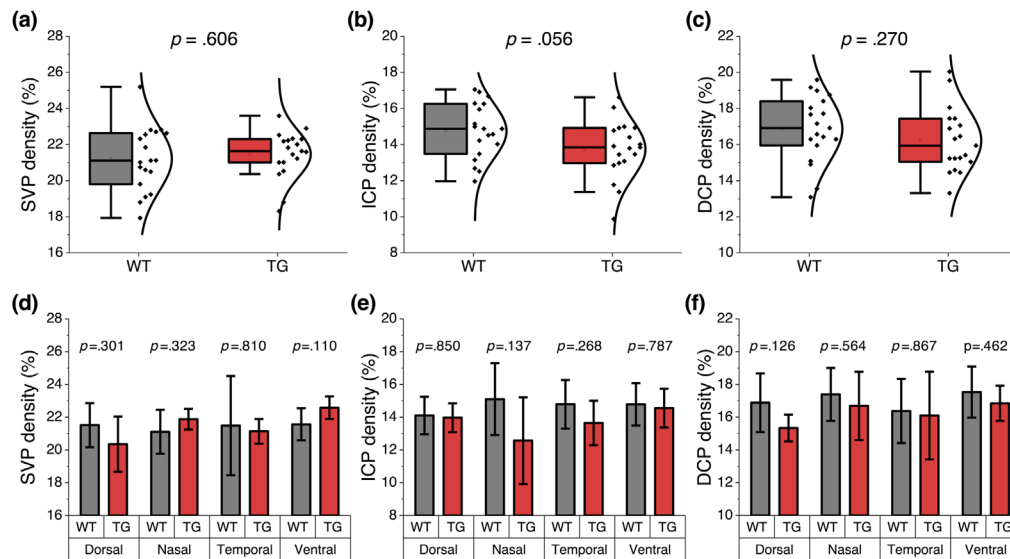 (a)
p = .606
SVP density (%)
28
26
24
22
20
18
16
WT
TG
(b)
p = .056
ICP density (%)
20
18
16
14
12
10
8
WT
TG
(c)
p = .270
DCP density (%)
22
20
18
16
14
12
10
WT
TG
(d)
p=.301
p=.323
p=.810
p=.110
SVP density (%)
28
26
24
22
20
18
16
WT TG WT TG WT TG WT TG
Dorsal Nasal Temporal Ventral
(e)
p=.850
p=.137
p=.268
p=.787
ICP density (%)
20
18
16
14
12
10
8
WT TG WT TG WT TG WT TG
Dorsal Nasal Temporal Ventral
(f)
p=.126
p=.564
p=.867
p=.462
DCP density (%)
22
20
18
16
14
12
10
WT TG WT TG WT TG WT TG
Dorsal Nasal Temporal Ventral